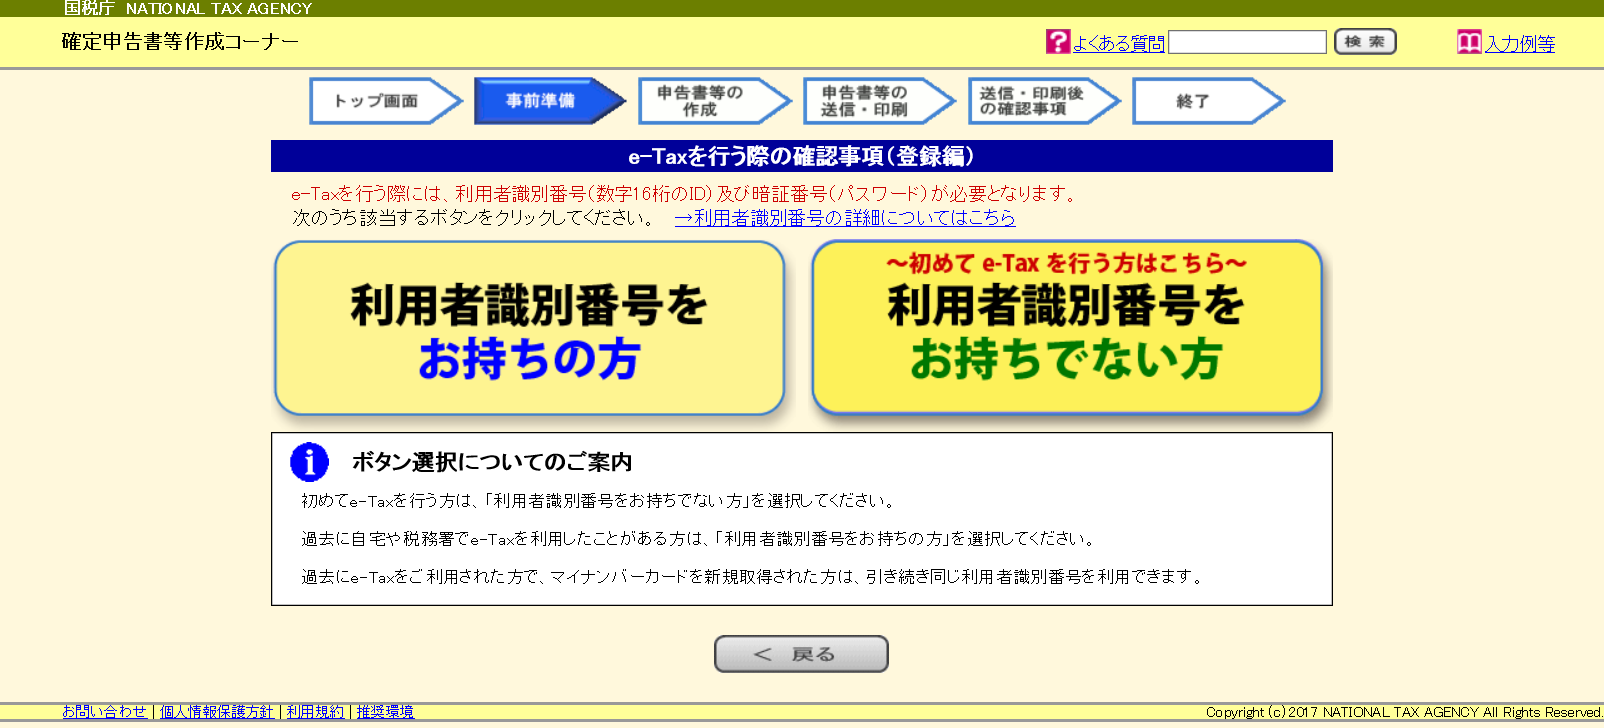 国税庁 NATIONAL TAX AGENCY
確定申告書等作成コーナー
よくある質問 検索 入力例等
トップ画面
事前準備
申告書等の
作成
申告書等の
送信・印刷
送信・印刷後
の確認事項
終了
e-Taxを行う際の確認事項(登録編)
e-Taxを行う際には、利用者識別番号(数字16桁のID)及び暗証番号(パスワード)が必要となります。
次のうち該当するボタンをクリックしてください。 →利用者識別番号の詳細についてはこちら
利用者識別番号を
お持ちの方
～初めて e-Tax を行う方はこちら～
利用者識別番号を
お持ちでない方
i ボタン選択についてのご案内
初めてe-Taxを行う方は、「利用者識別番号をお持ちでない方」を選択してください。
過去に自宅や税務署でe-Taxを利用したことがある方は、「利用者識別番号をお持ちの方」を選択してください。
過去にe-Taxをご利用された方で、マイナンバーカードを新規取得された方は、引き続き同じ利用者識別番号を利用できます。
< 戻る
お問い合わせ | 個人情報保護方針 | 利用規約 | 推奨環境
Copyright (c) 2017 NATIONAL TAX AGENCY All Rights Reserved.